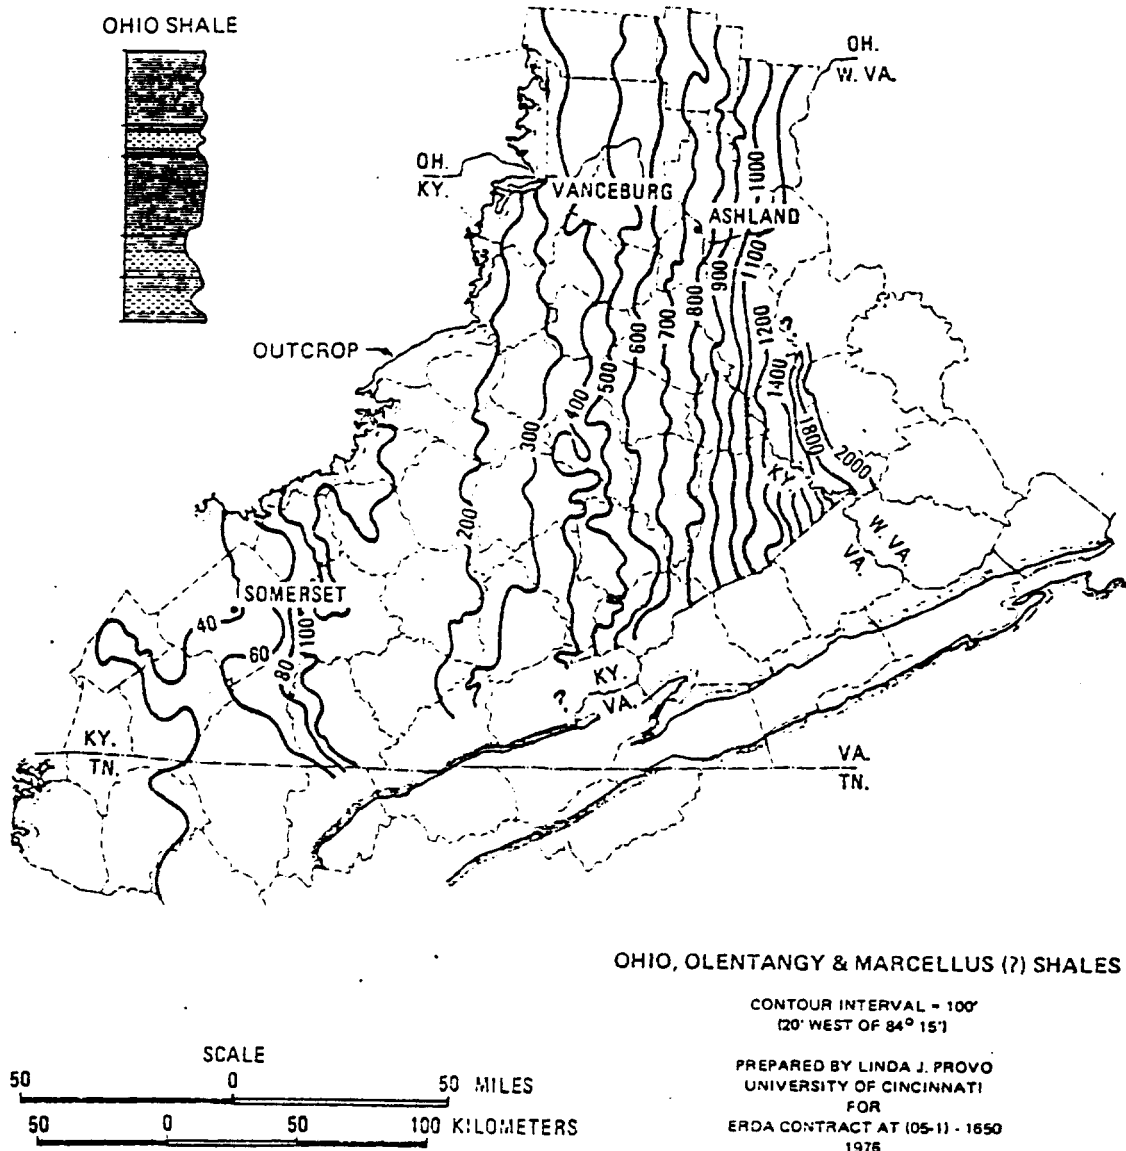 OHIO SHALE
OH.
W. VA.
OH.
KY.
VANCEBURG
ASHLAND
1000
1100
900
800
700
600
500
400
300
200
1200
1400
1800
2000
OUTCROP
KY.
W. VA.
VA.
SOMERSET
40
60
80
100
?
KY.
VA.
KY.
TN.
VA.
TN.
OHIO, OLENTANGY & MARCELLUS (?) SHALES
CONTOUR INTERVAL = 100'
(20' WEST OF 84° 15')
PREPARED BY LINDA J. PROVO
UNIVERSITY OF CINCINNATI
FOR
ERDA CONTRACT AT (05-1) - 1650
1976
SCALE
50 0 50 MILES
50 0 50 100 KILOMETERS